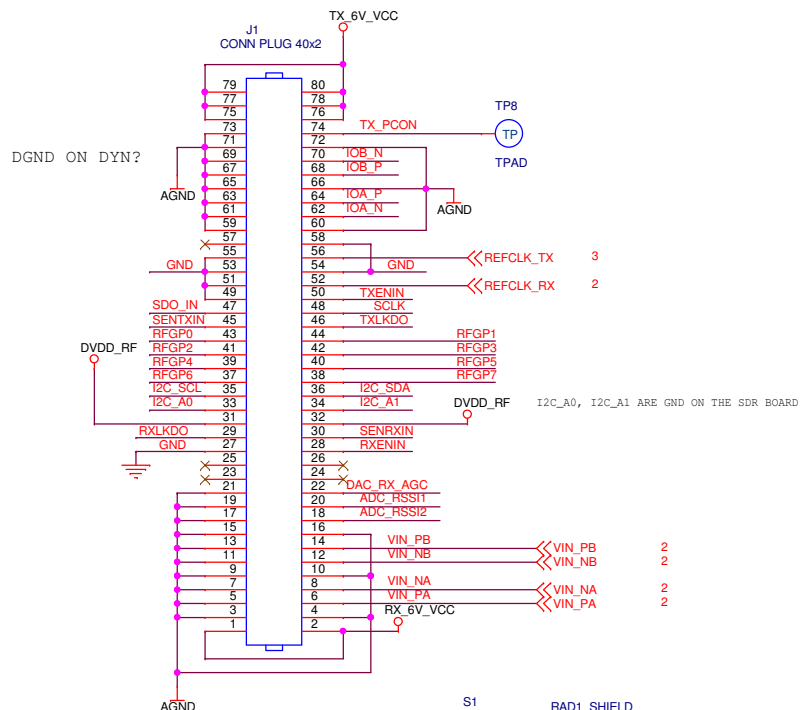 TX_6V_VCC
J1
CONN PLUG 40x2
79 80
77 78
75 76
TP8
73 74 TX_PCON TP
71 72
DGND ON DYN?
TPAD
69 70 IOB_N
67 68 IOB_P
65 66
AGND 63 64 IOA_P
61 62 IOA_N AGND
59 60
57 58
55 56 REFCLK_TX 3
GND 53 54 GND
51 52 REFCLK_RX 2
49 50 TXENIN
SDO_IN 47 48 SCLK
SENTXIN 45 46 TXLKDO
RFGP0 43 44 RFGP1
DVDD_RF RFGP2 41 42 RFGP3
RFGP4 39 40 RFGP5
RFGP6 37 38 RFGP7
I2C_SCL 35 36 I2C_SDA
I2C_A0 33 34 I2C_A1 DVDD_RF I2C_A0, I2C_A1 ARE GND ON THE SDR BOARD
31 32
RXLKDO 29 30 SENRXIN
GND 27 28 RXENIN
25 26
23 24
21 22 DAC_RX_AGC
19 20 ADC_RSSI1
17 18 ADC_RSSI2
15 16
13 14 VIN_PB VIN_PB 2
11 12 VIN_NB VIN_NB 2
9 10
7 8 VIN_NA VIN_NA 2
5 6 VIN_PA VIN_PA 2
3 4 RX_6V_VCC
1 2
AGND
S1 RAD1 SHIELD